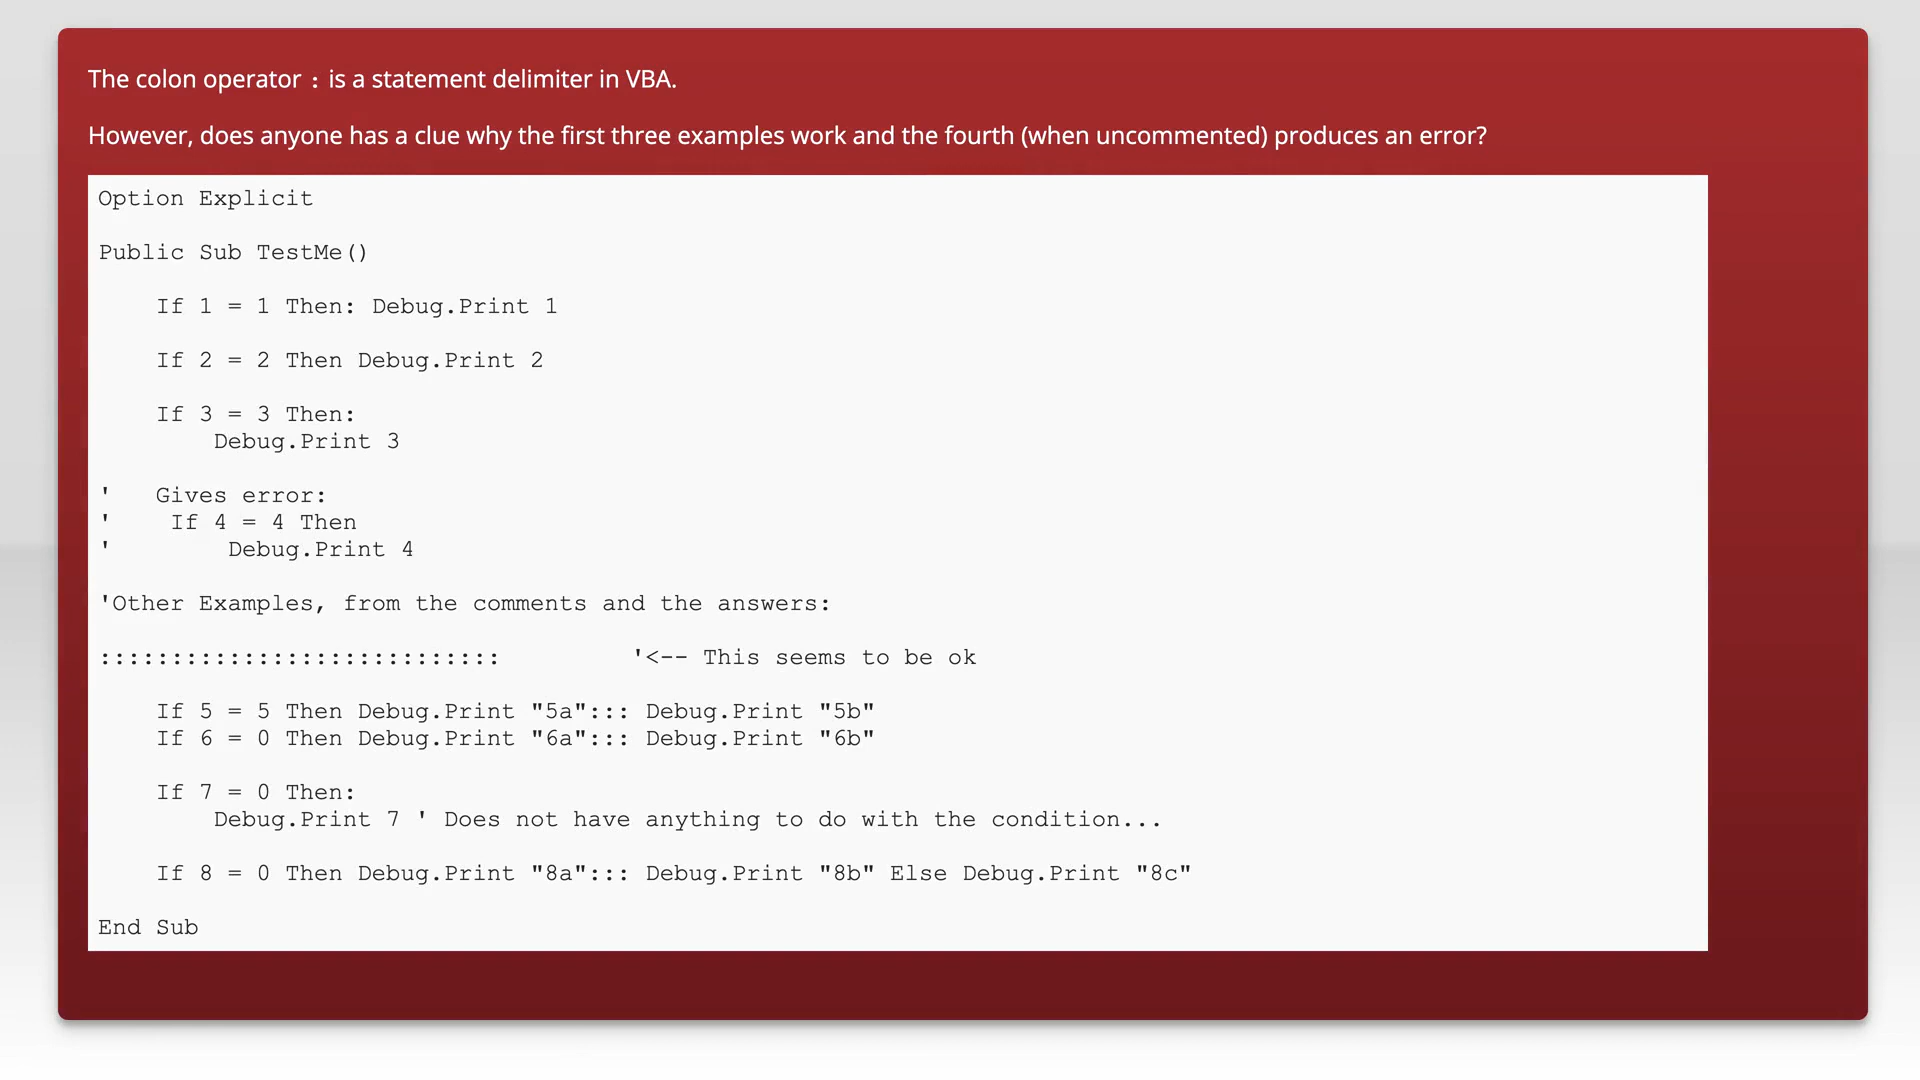 The colon operator : is a statement delimiter in VBA.
However, does anyone has a clue why the first three examples work and the fourth (when uncommented) produces an error?
Option Explicit
Public Sub TestMe()
    If 1 = 1 Then: Debug.Print 1
    If 2 = 2 Then Debug.Print 2
    If 3 = 3 Then:
        Debug.Print 3
'   Gives error:
'    If 4 = 4 Then
'        Debug.Print 4
'Other Examples, from the comments and the answers:
::::::::::::::::::::::::::::         '<-- This seems to be ok
    If 5 = 5 Then Debug.Print "5a"::: Debug.Print "5b"
    If 6 = 0 Then Debug.Print "6a"::: Debug.Print "6b"
    If 7 = 0 Then:
        Debug.Print 7 ' Does not have anything to do with the condition...
    If 8 = 0 Then Debug.Print "8a"::: Debug.Print "8b" Else Debug.Print "8c"
End Sub